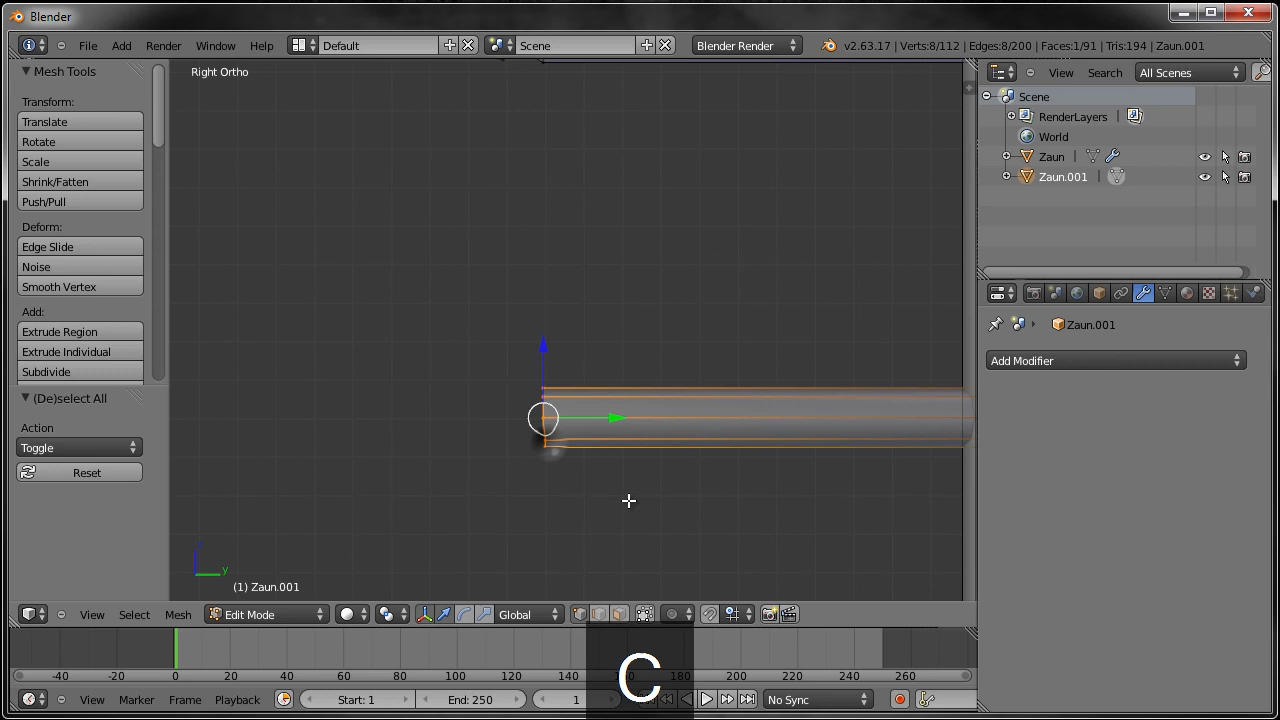 Blender
File Add Render Window Help Default Scene Blender Render v2.63.17 | Verts:8/112 | Edges:8/200 | Faces:1/91 | Tris:194 | Zaun.001
Mesh Tools
Transform:
Translate
Rotate
Scale
Shrink/Fatten
Push/Pull
Deform:
Edge Slide
Noise
Smooth Vertex
Add:
Extrude Region
Extrude Individual
Subdivide
(De)select All
Action
Toggle
Reset
Right Ortho
y
(1) Zaun.001
View Search All Scenes
Scene
RenderLayers
World
Zaun
Zaun.001
Zaun.001
Add Modifier
View Select Mesh Edit Mode Global
-40 -20 0 20 40 60 80 100 120 140 160 180 200 220 240 260
View Marker Frame Playback Start: 1 End: 250 1 No Sync
C